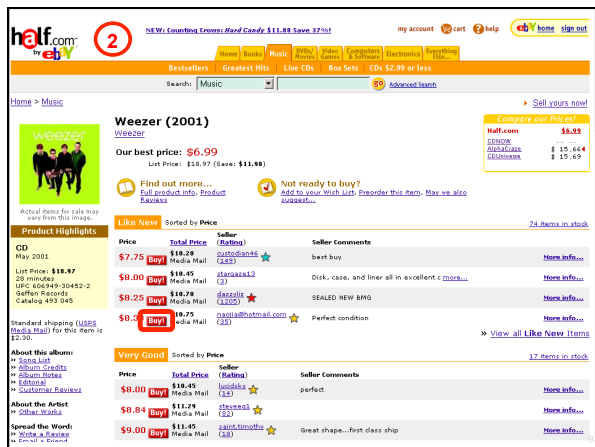 half.com
by ebY
2
NEW: Counting Crows: Hard Candy $11.88 Save 37%!
my account cart help
ebY home sign out
Home Books Music DVDs/Movies Video Games Computers & Software Electronics Everything Else...
Bestsellers Greatest Hits Live CDs Box Sets CDs $2.99 or less
Search: Music GO Advanced Search
Home > Music
Sell yours now!
weezer
Actual items for sale may
vary from this image.
Product Highlights
CD
May 2001
List Price: $18.97
28 minutes
UPC 606949-30452-2
Geffen Records
Catalog 493 045
Standard shipping (USPS
Media Mail) for this item is
$2.30.
About this album:
» Song List
» Album Credits
» Album Notes
» Editorial
» Customer Reviews
About the Artist
» Other Works
Spread the Word:
» Write a Review
» Email a Friend
Weezer (2001)
Weezer
Our best price: $6.99
List Price: $18.97 (Save: $11.98)
Compare our Prices!
Half.com $6.99
CDNOW -- --
AlphaCraze $ 15.664
CDUniverse $ 15.69
Find out more...
Full product info, Product
Reviews
Not ready to buy?
Add to your Wish List, Preorder this item, May we also
suggest...
Like New Sorted by Price
74 items in stock
Price Total Price Seller (Rating) Seller Comments
$7.75 Buy! $10.20 Media Mail custodian46 (149) best buy More info...
$8.00 Buy! $10.45 Media Mail stargaze13 (3) Disk, case, and liner all in excellent c more... More info...
$8.25 Buy! $10.70 Media Mail dazzyliz (1205) SEALED NEW BMG More info...
$8.3 Buy! 10.75 Media Mail naojia@hotmail.com (35) Perfect condition More info...
» View all Like New Items
Very Good Sorted by Price
17 items in stock
Price Total Price Seller (Rating) Seller Comments
$8.00 Buy! $10.45 Media Mail lucidsky (14) perfect More info...
$8.84 Buy! $11.29 Media Mail steveeg1 (82) More info...
$9.00 Buy! $11.45 Media Mail saint.timothy (18) Great shape...first class ship More info...
9